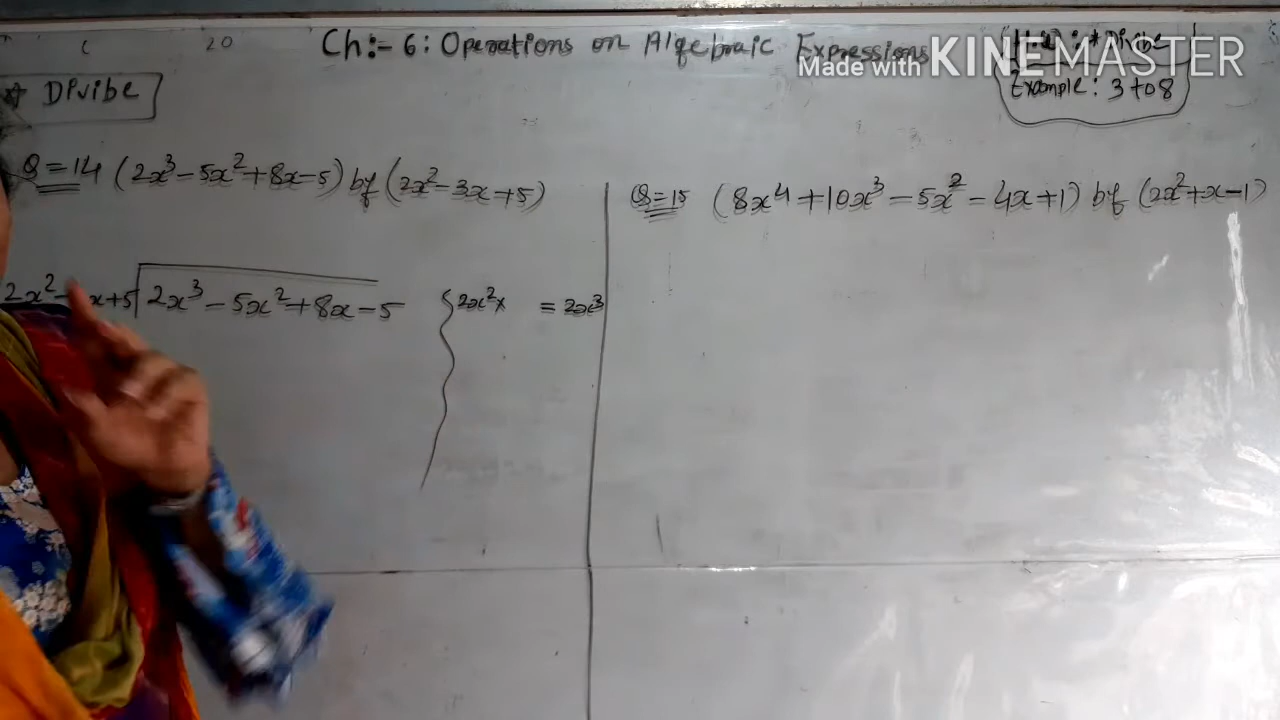 20
Ch:- 6: Operations on Algebraic Expressions
Made with KINEMASTER
Example: 3 to 8
* Divibe
Q=14 (2x³-5x²+8x-5) by (2x²-3x+5)
Q=15 (8x⁴+10x³-5x²-4x+1) by (2x²+x-1)
2x² x+5 2x³-5x²+8x-5 2x²x =2x³